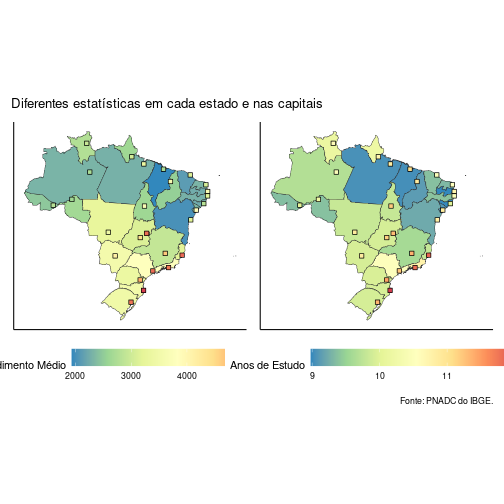 Diferentes estatísticas em cada estado e nas capitais
dimento Médio
2000 3000 4000
Anos de Estudo
9 10 11
Fonte: PNADC do IBGE.